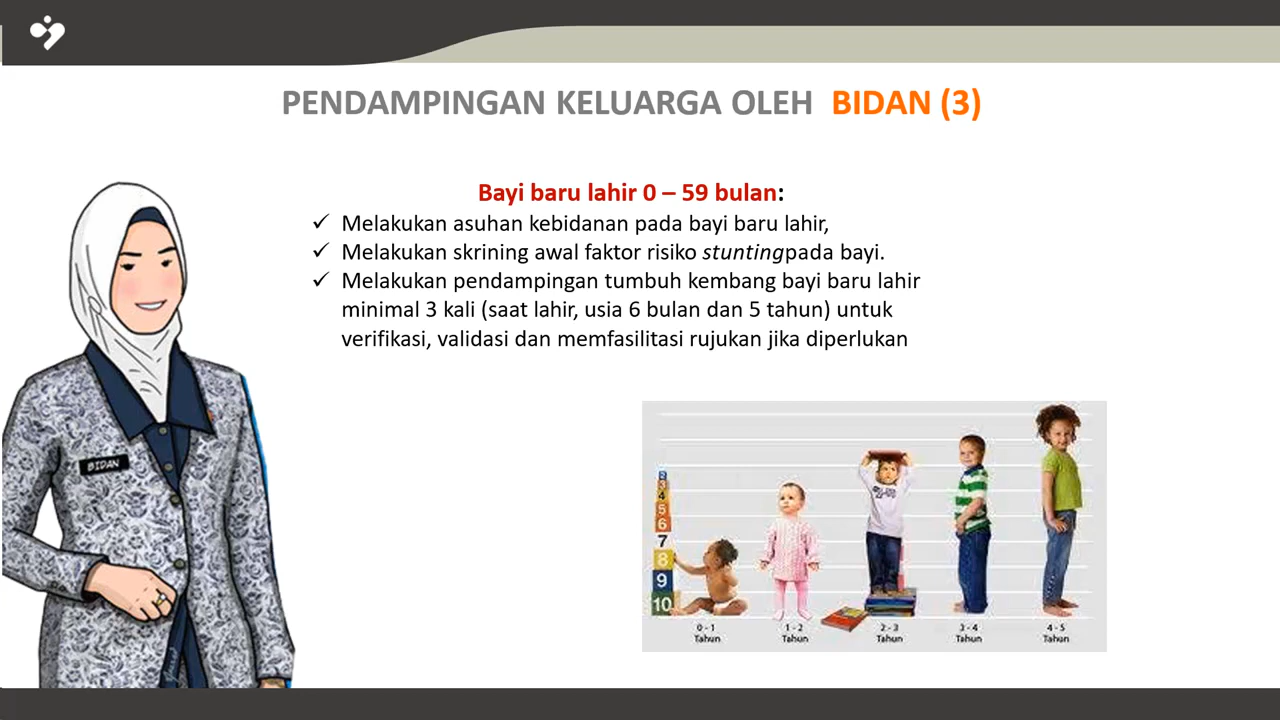 PENDAMPINGAN KELUARGA OLEH BIDAN (3)
Bayi baru lahir 0 – 59 bulan:
✓ Melakukan asuhan kebidanan pada bayi baru lahir,
✓ Melakukan skrining awal faktor risiko stuntingpada bayi.
✓ Melakukan pendampingan tumbuh kembang bayi baru lahir
minimal 3 kali (saat lahir, usia 6 bulan dan 5 tahun) untuk
verifikasi, validasi dan memfasilitasi rujukan jika diperlukan
BIDAN
2
3
4
5
6
7
8
9
10
0 - 1 Tahun
1 - 2 Tahun
2 - 3 Tahun
3 - 4 Tahun
4 - 5 Tahun